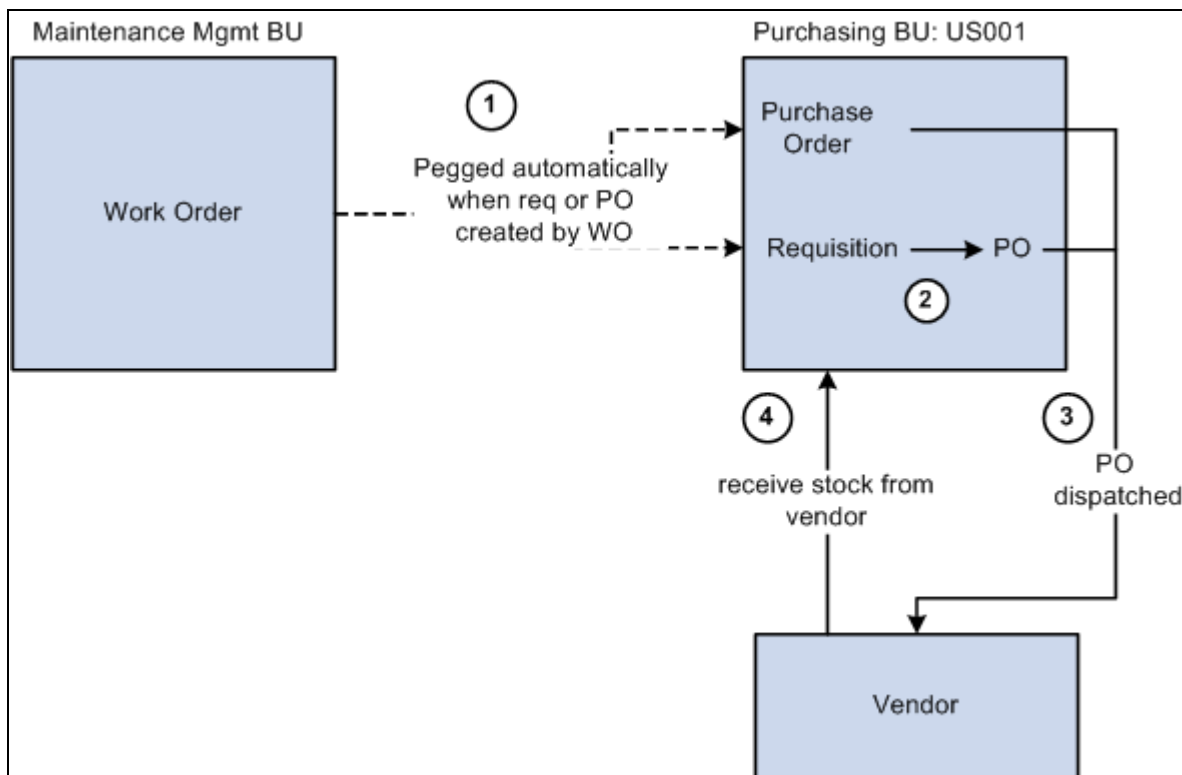 Maintenance Mgmt BU
Purchasing BU: US001
1
Purchase
Order
Pegged automatically
when req or PO
created by WO
Work Order
Requisition
PO
2
4
3
PO
dispatched
receive stock from
vendor
Vendor